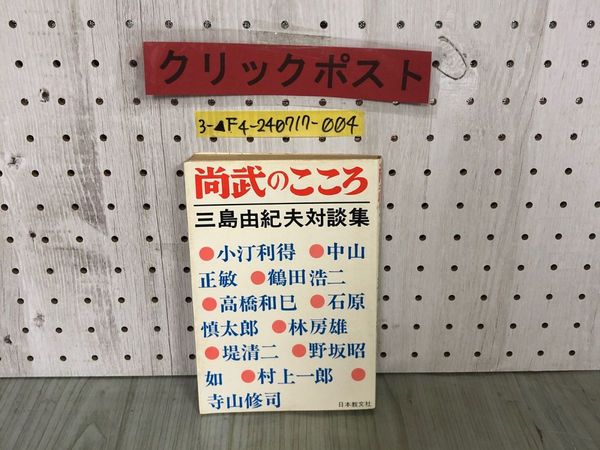 クリックポスト
3-▲F4-240717-004
尚武のこころ
三島由紀夫対談集
●小汀利得 ●中山
正敏 ●鶴田浩二
●高橋和巳 ●石原
慎太郎 ●林房雄
●堤清二 ●野坂昭
如 ●村上一郎 ●
寺山修司
日本教文社